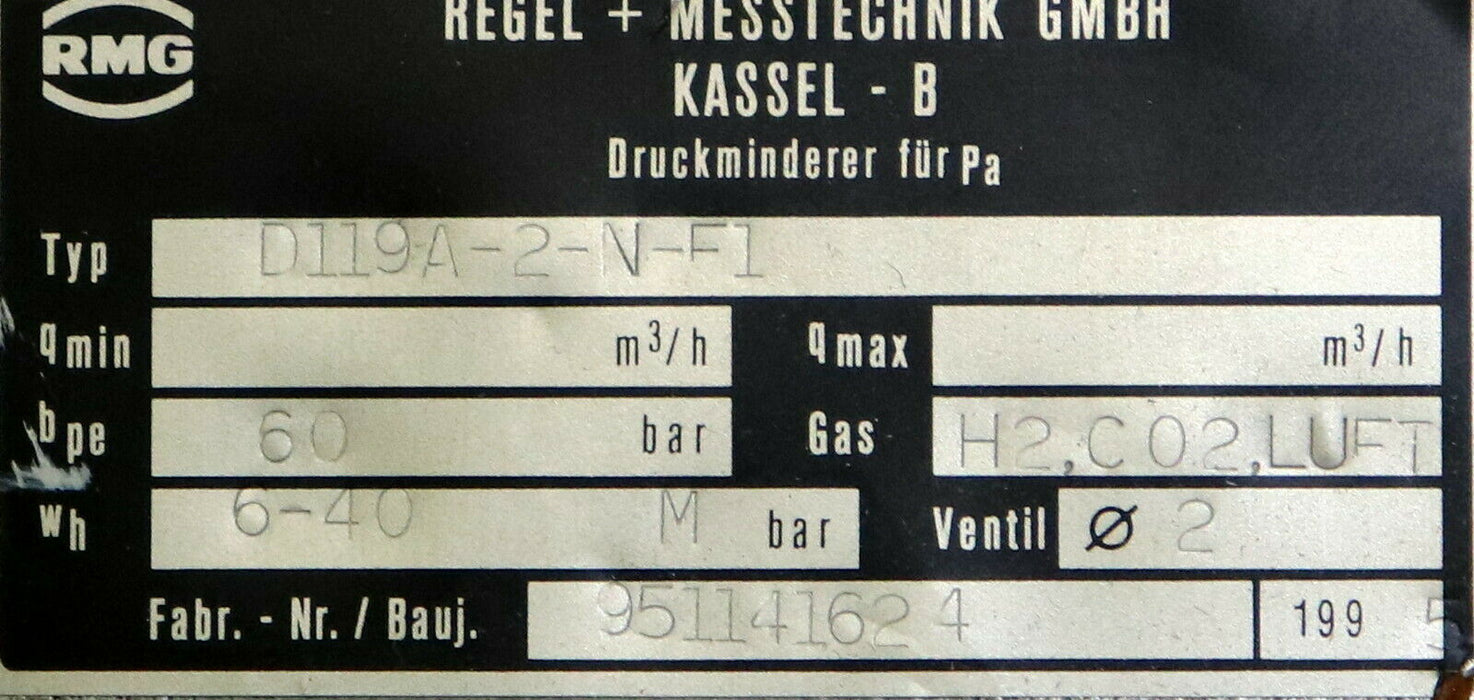 RMG
REGEL + MESSTECHNIK GMBH
KASSEL - B
Druckminderer für Pa
Typ D119A-2-N-F1
qmin m³/h qmax m³/h
bpe 60 bar Gas H2,CO2,LUFT
Wh 6-40 M bar Ventil Ø 2
Fabr. - Nr. / Bauj. 951141624 1995